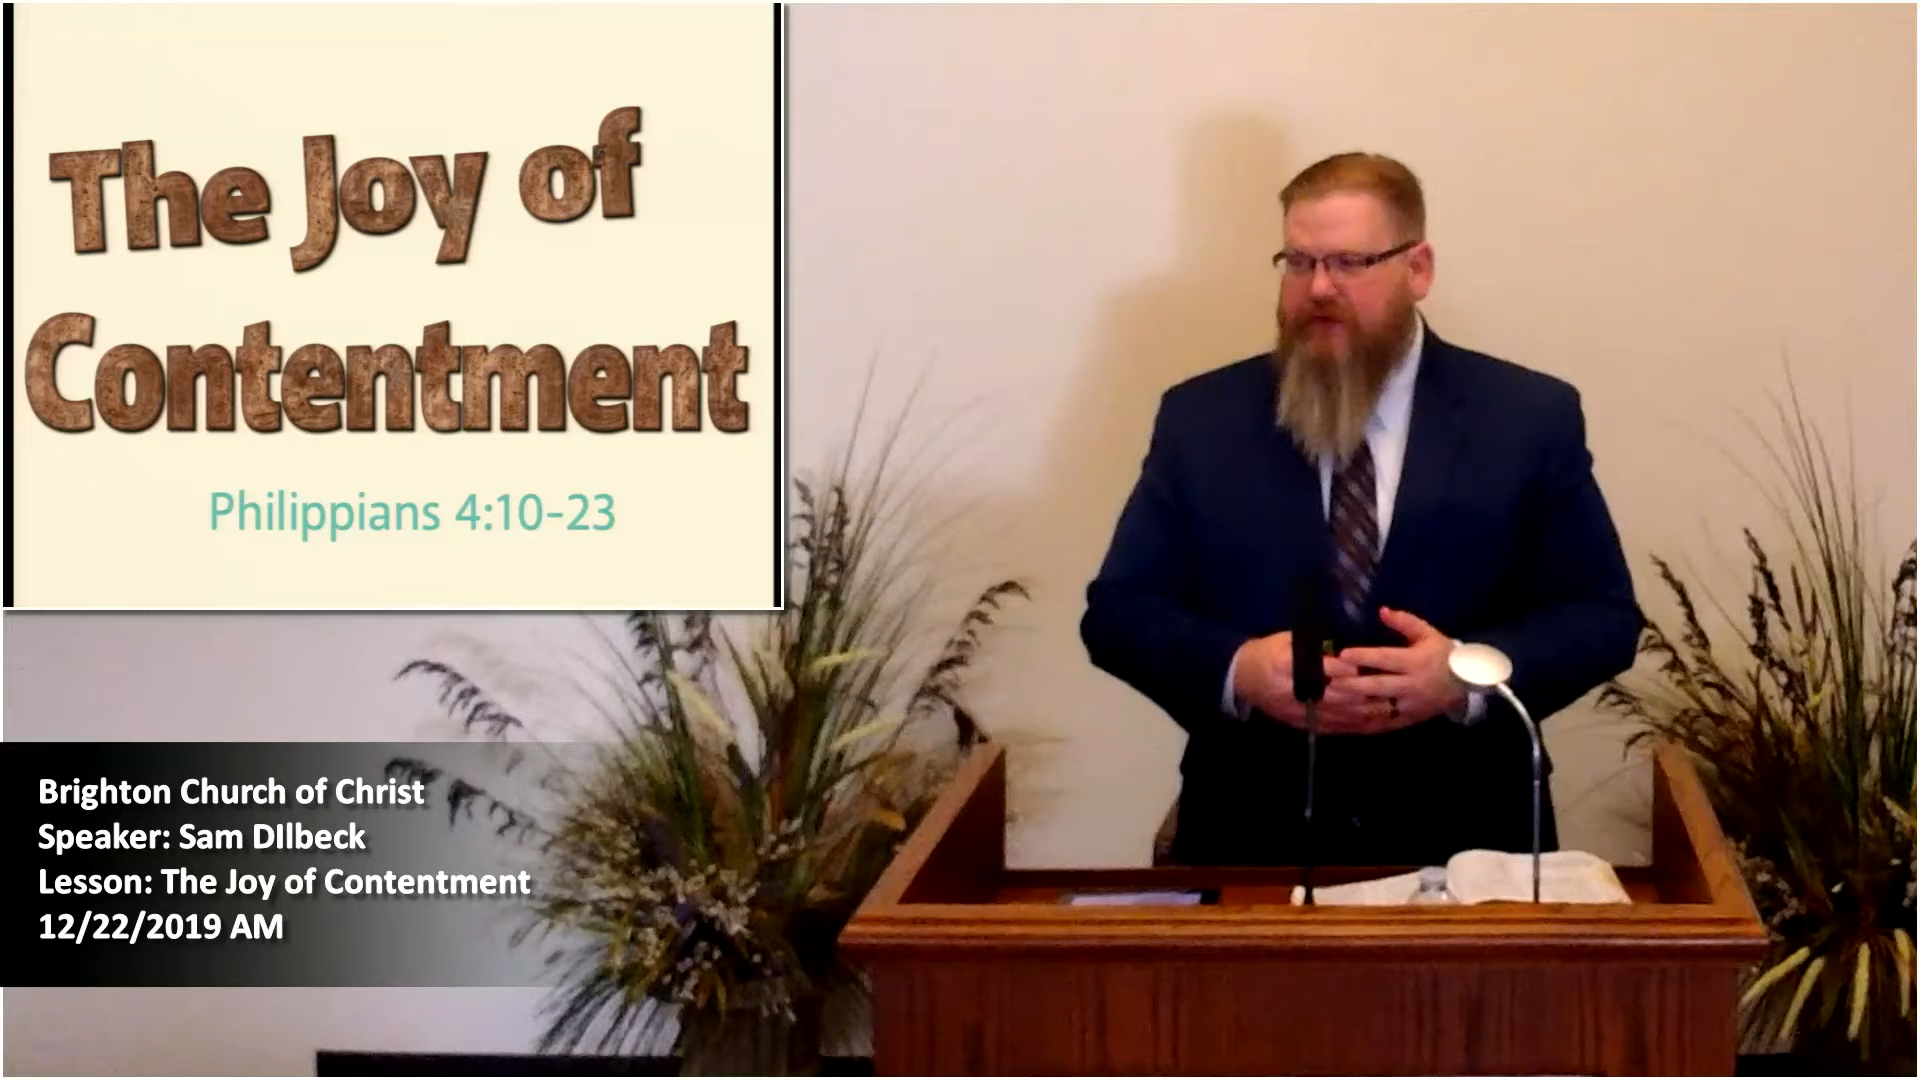 The Joy of
Contentment
Philippians 4:10-23
Brighton Church of Christ
Speaker: Sam DIlbeck
Lesson: The Joy of Contentment
12/22/2019 AM